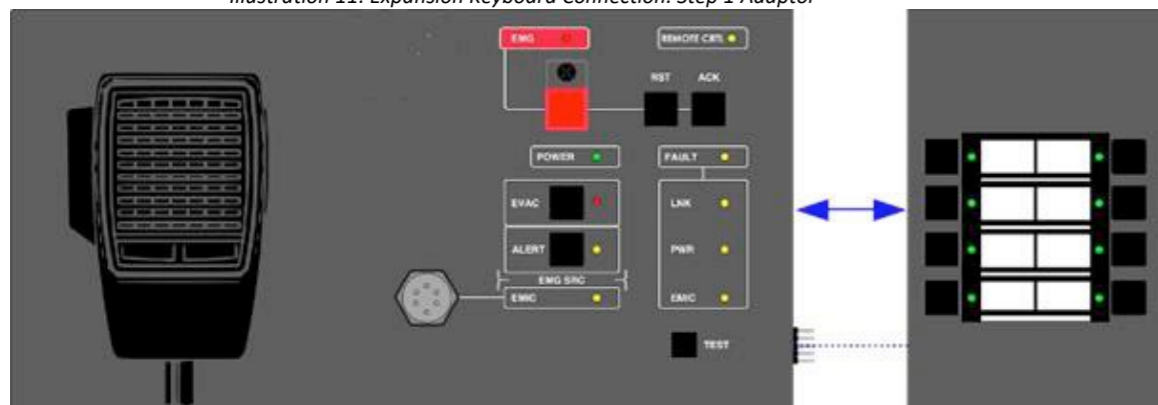 Illustration 11: Expansion Keyboard Connection. Step 1 Adaptor
EMG
REMOTE CRTL
RST ACK
POWER
FAULT
EVAC
LNK
ALERT
PWR
EMG SRC
EMIC
EMIC
TEST